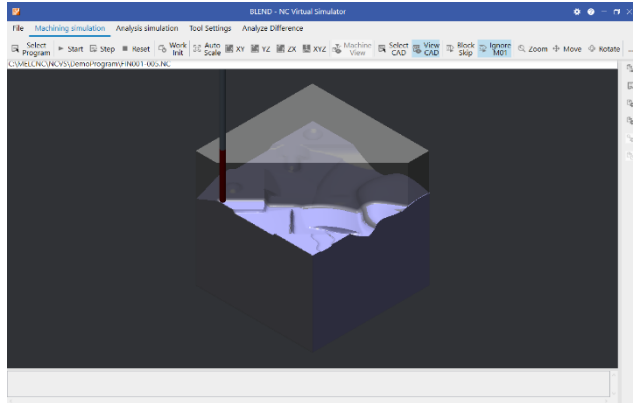 BLEND - NC Virtual Simulator
File Machining simulation Analysis simulation Tool Settings Analyze Difference
Select Program Start Step Reset Work Init Auto Scale XY YZ ZX XYZ Machine View Select CAD View CAD Block Skip Ignore M01 Zoom Move Rotate ...
C:\MELCNC\NCVS\DemoProgram\FIN001-005.NC